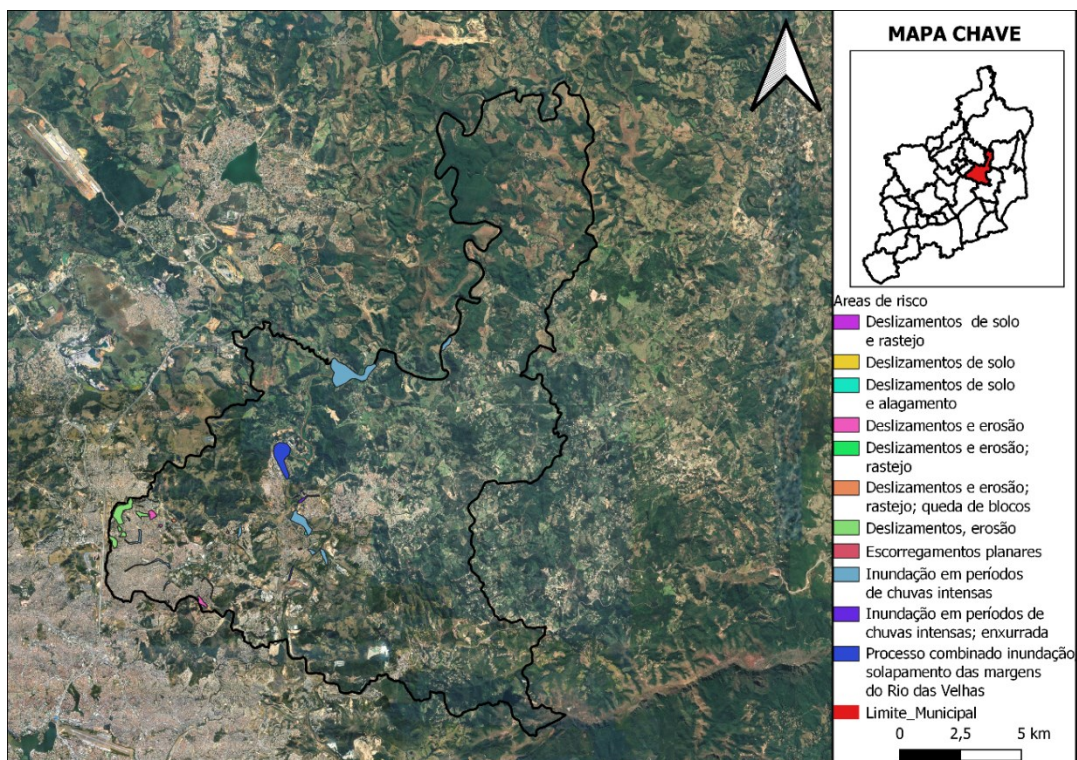 MAPA CHAVE
Areas de risco
Deslizamentos de solo
e rastejo
Deslizamentos de solo
Deslizamentos de solo
e alagamento
Deslizamentos e erosão
Deslizamentos e erosão;
rastejo
Deslizamentos e erosão;
rastejo; queda de blocos
Deslizamentos, erosão
Escorregamentos planares
Inundação em períodos
de chuvas intensas
Inundação em períodos de
chuvas intensas; enxurrada
Processo combinado inundação
solapamento das margens
do Rio das Velhas
Limite_Municipal
0 2,5 5 km